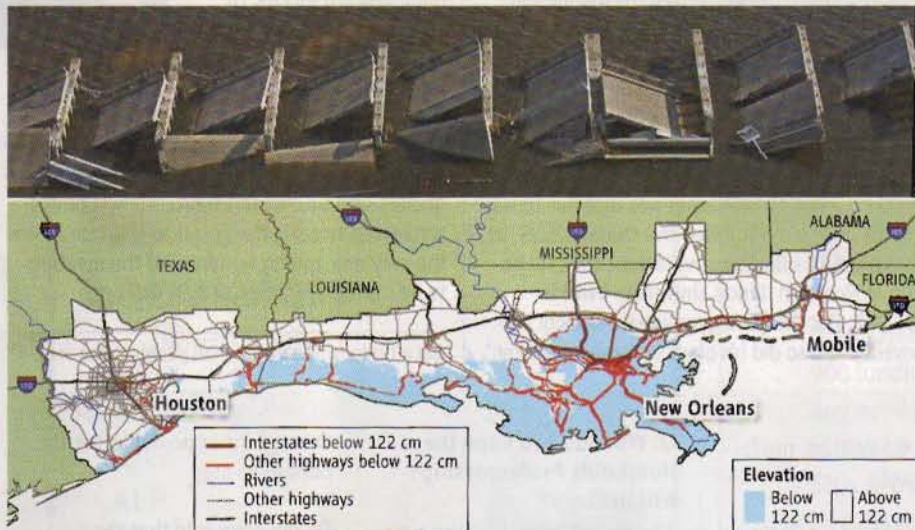 ALABAMA
MISSISSIPPI
TEXAS
LOUISIANA
FLORIDA
Mobile
Houston
New Orleans
Interstates below 122 cm
Other highways below 122 cm
Rivers
Other highways
Interstates
Elevation
Below 122 cm
Above 122 cm